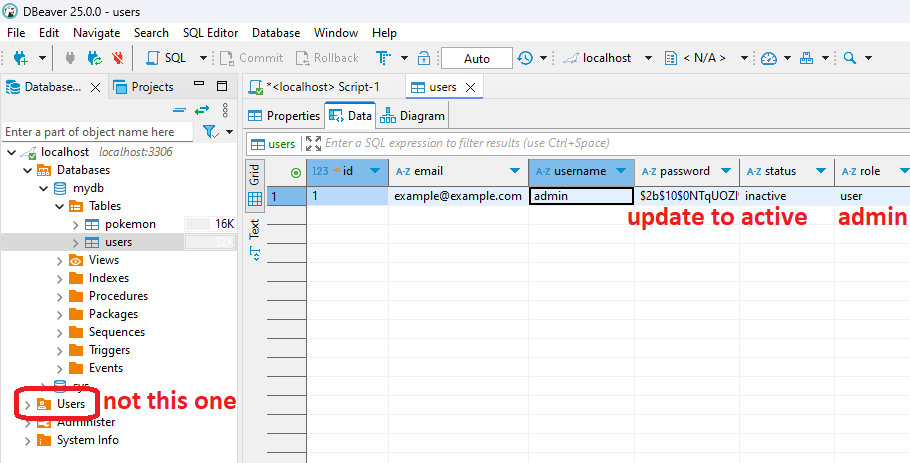 DBeaver 25.0.0 - users
File Edit Navigate Search SQL Editor Database Window Help
SQL Commit Rollback Auto localhost < N/A >
Database... Projects
*<localhost> Script-1 users
Enter a part of object name here
Properties Data Diagram
users Enter a SQL expression to filter results (use Ctrl+Space)
localhost localhost:3306
Databases
mydb
Tables
pokemon 16K
users 32K
Views
Indexes
Procedures
Packages
Sequences
Triggers
Events
sys
Users not this one
Administer
System Info
Grid
Text
123 id A-Z email A-Z username A-Z password A-Z status A-Z role
1 1 example@example.com admin $2b$10$0NTqUOZI inactive user
update to active admin